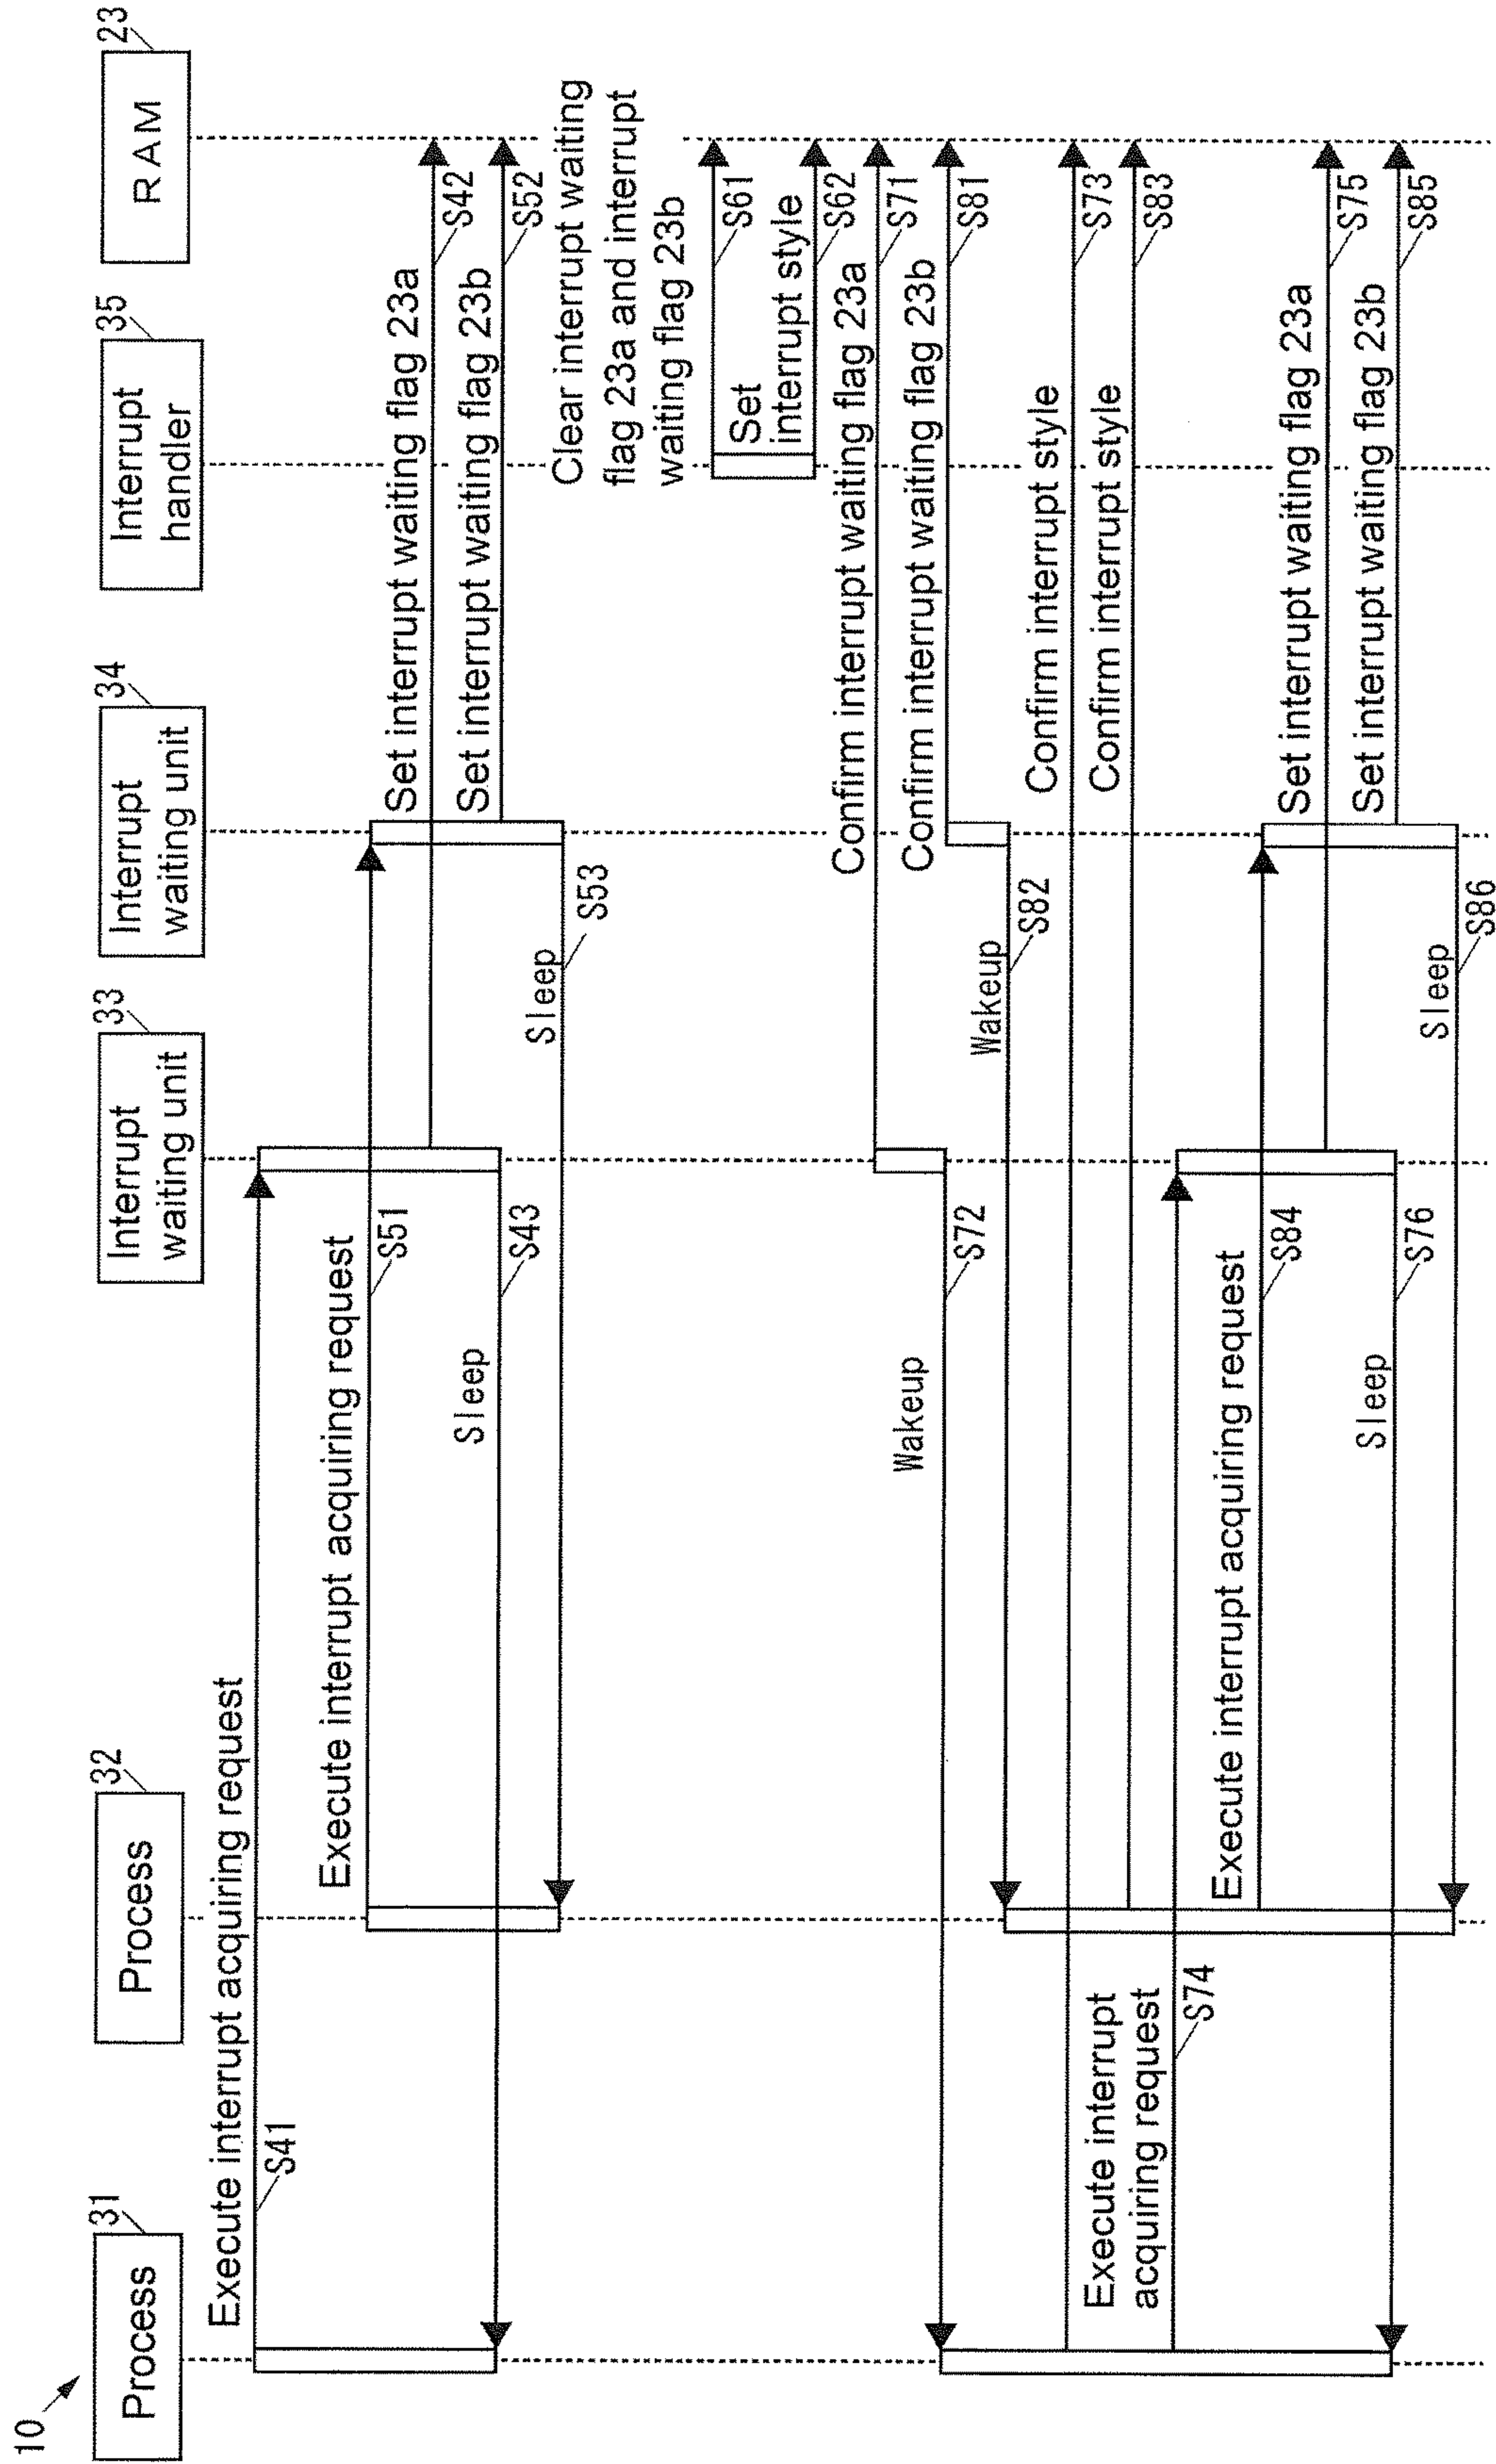 10
31
Process
32
Process
33
Interrupt
waiting unit
34
Interrupt
waiting unit
35
Interrupt
handler
23
RAM
Execute interrupt acquiring request
S41
Execute interrupt acquiring request
S51
Set interrupt waiting flag 23a
S42
Sleep
S43
Set interrupt waiting flag 23b
S52
Sleep
S53
Clear interrupt waiting
flag 23a and interrupt
waiting flag 23b
S61
Set
interrupt style
S62
Confirm interrupt waiting flag 23a
S71
Wakeup
S72
Confirm interrupt waiting flag 23b
S81
Wakeup
S82
Confirm interrupt style
S73
Confirm interrupt style
S83
Execute interrupt
acquiring request
S74
Execute interrupt acquiring request
S84
Set interrupt waiting flag 23a
S75
Sleep
S76
Set interrupt waiting flag 23b
S85
Sleep
S86